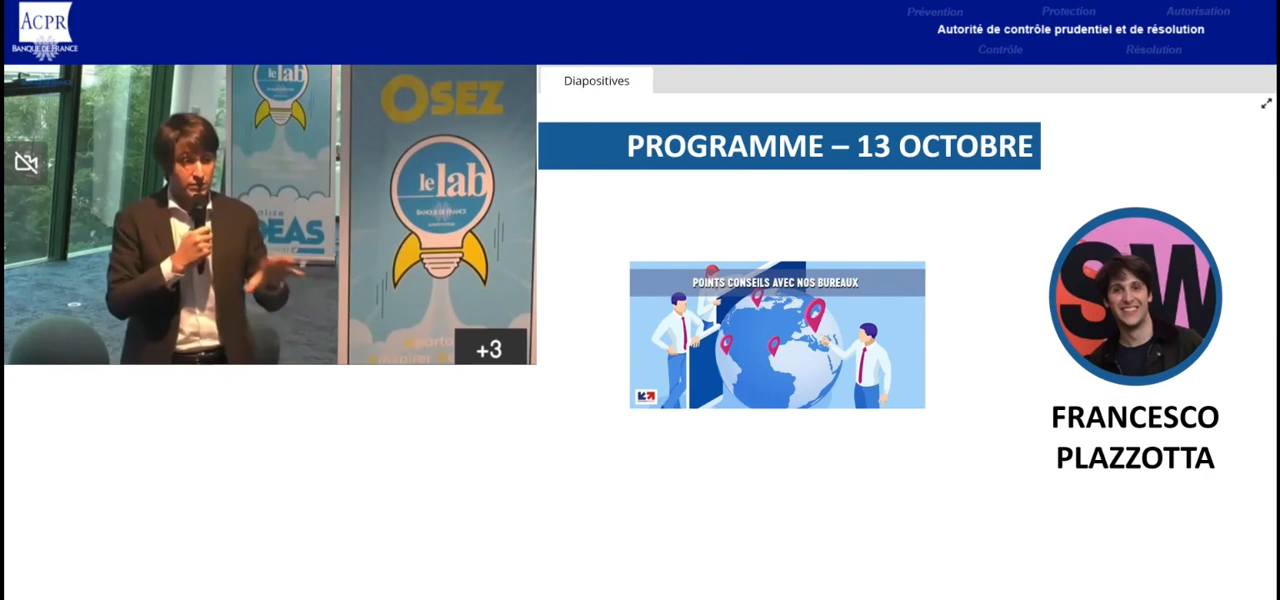 ACPR
BANQUE DE FRANCE
Prévention
Protection
Autorisation
Autorité de contrôle prudentiel et de résolution
Contrôle
Résolution
Diapositives
le lab
OSEZ
le lab
BANQUE DE FRANCE
+3
PROGRAMME – 13 OCTOBRE
POINTS CONSEILS AVEC NOS BUREAUX
SW
FRANCESCO
PLAZZOTTA